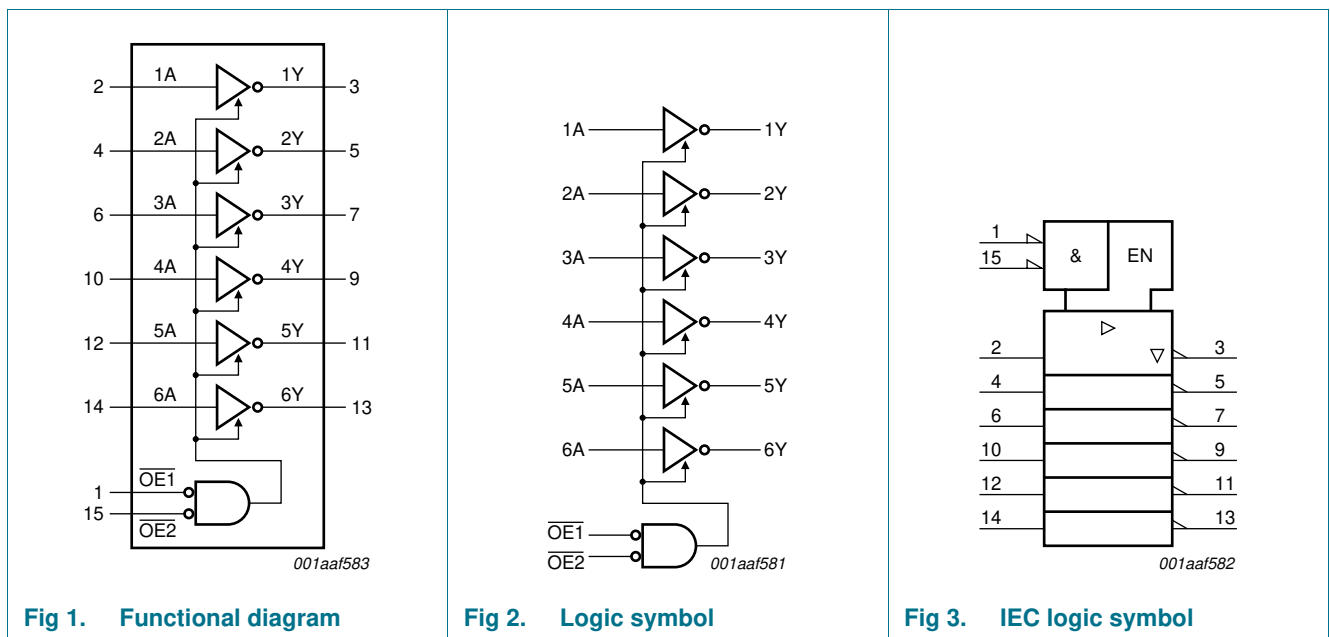 2 1A 1Y 3
4 2A 2Y 5
6 3A 3Y 7
10 4A 4Y 9
12 5A 5Y 11
14 6A 6Y 13
1 OE1
15 OE2
001aaf583
Fig 1. Functional diagram
1A 1Y
2A 2Y
3A 3Y
4A 4Y
5A 5Y
6A 6Y
OE1
OE2
001aaf581
Fig 2. Logic symbol
1
15
& EN
2 3
4 5
6 7
10 9
12 11
14 13
001aaf582
Fig 3. IEC logic symbol